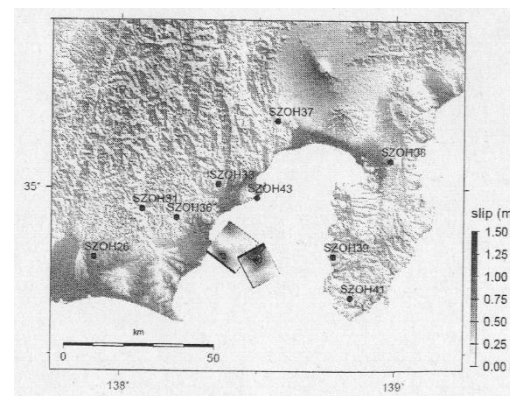 SZOH37
SZOH38
SZOH33
35°
SZOH43
SZOH31
SZOH36
slip (m
1.50
SZOH26
SZOH39
1.25
1.00
SZOH41
0.75
0.50
km
0.25
0
50
0.00
138°
139°